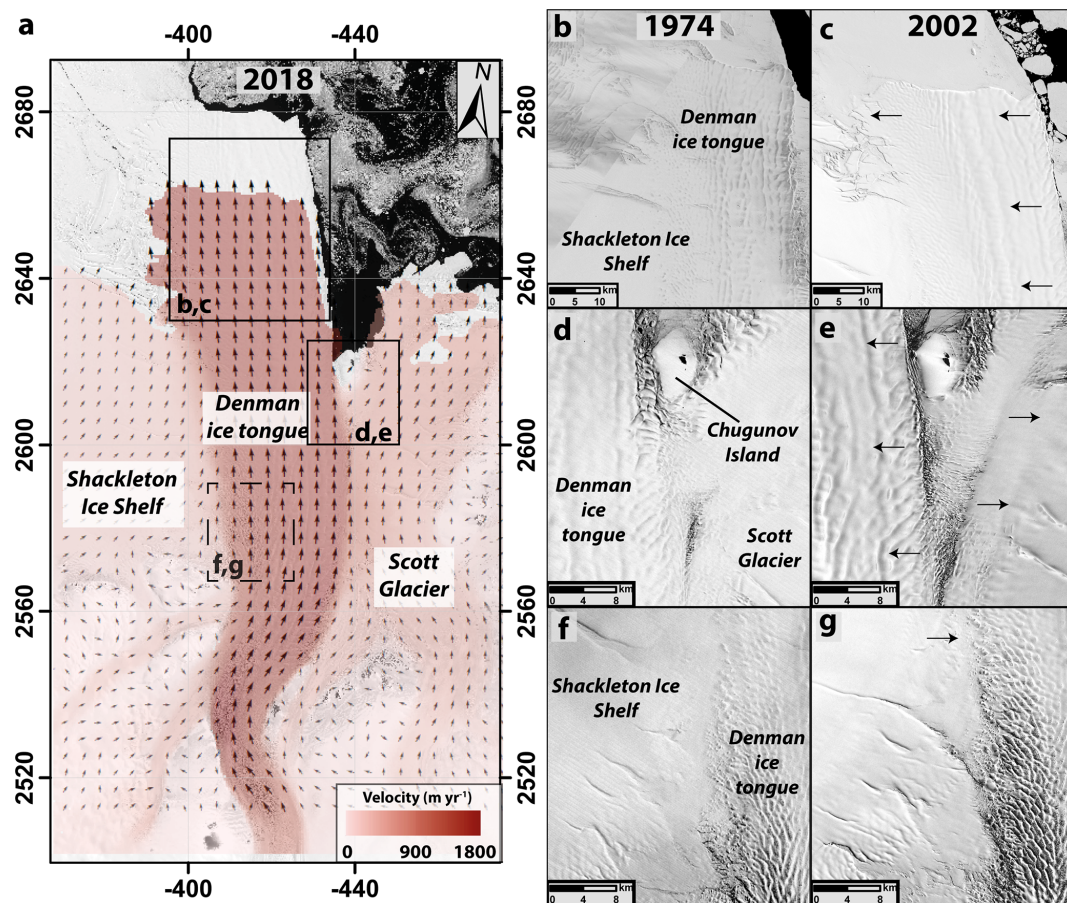 a
-400
-440
2018
N
2680
2640
b,c
d,e
Denman
ice tongue
2600
Shackleton
Ice Shelf
f,g
Scott
Glacier
2560
2520
Velocity (m yr⁻¹)
0
900
1800
2680
2640
2600
2560
2520
-400
-440
b
1974
Denman
ice tongue
Shackleton Ice
Shelf
0 5 10 km
c
2002
0 5 10 km
d
Chugunov
Island
Denman
ice
tongue
Scott
Glacier
0 4 8 km
e
0 4 8 km
f
Shackleton Ice
Shelf
Denman
ice
tongue
0 4 8 km
g
0 4 8 km